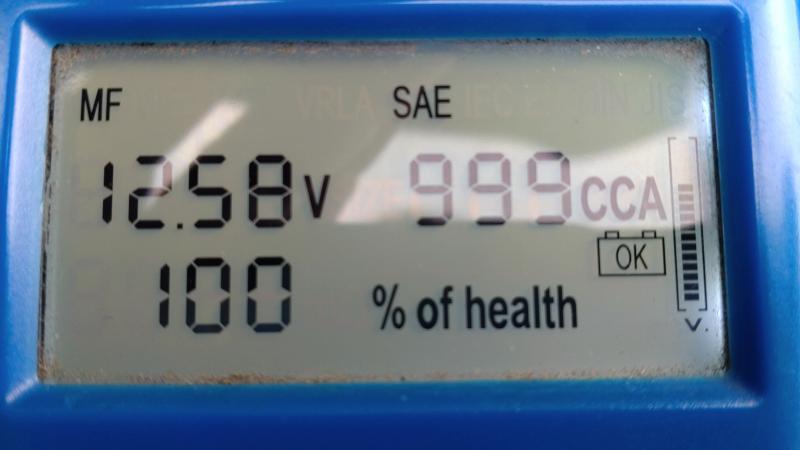 MF SAE
12.58 V 999 CCA
OK
100 % of health